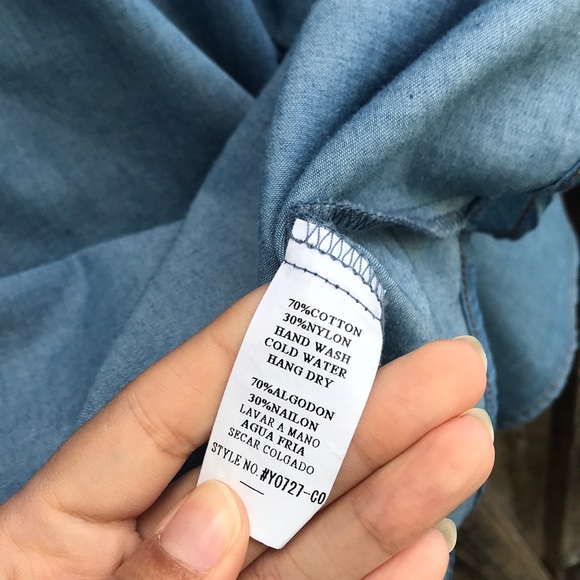 70%COTTON
30%NYLON
HAND WASH
COLD WATER
HANG DRY
70%ALGODON
30%NAILON
LAVAR A MANO
AGUA FRIA
SECAR COLGADO
STYLE NO.#Y0727-CO